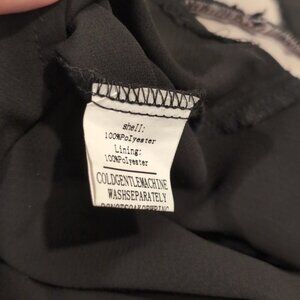 shell:
100%Polyester
Lining:
100%Polyester
COLDGENTLEMACHINE
WASHSEPARATELY